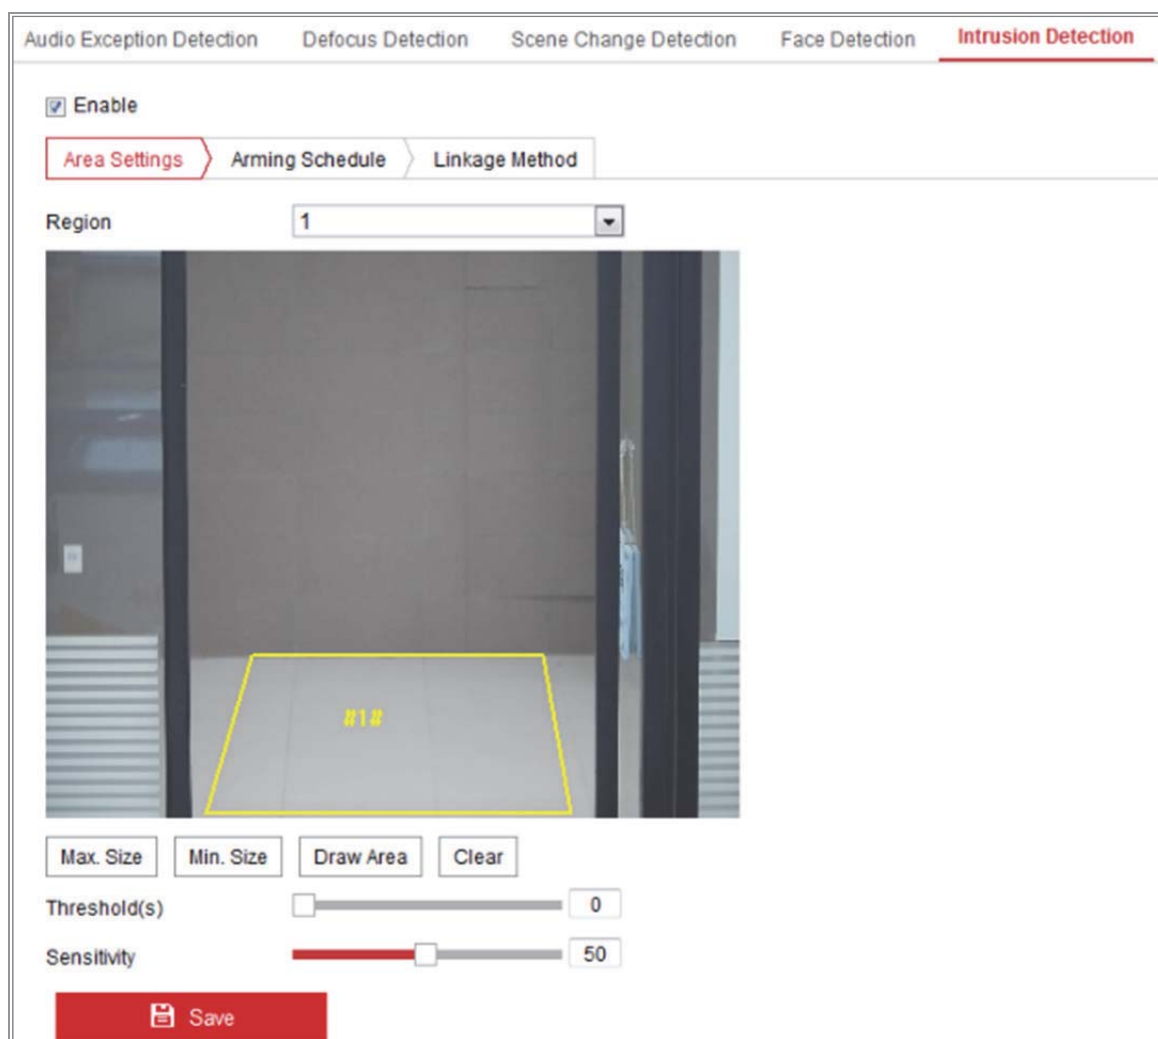 Audio Exception Detection Defocus Detection Scene Change Detection Face Detection Intrusion Detection
Enable
Area Settings Arming Schedule Linkage Method
Region 1
#1#
Max. Size Min. Size Draw Area Clear
Threshold(s) 0
Sensitivity 50
Save